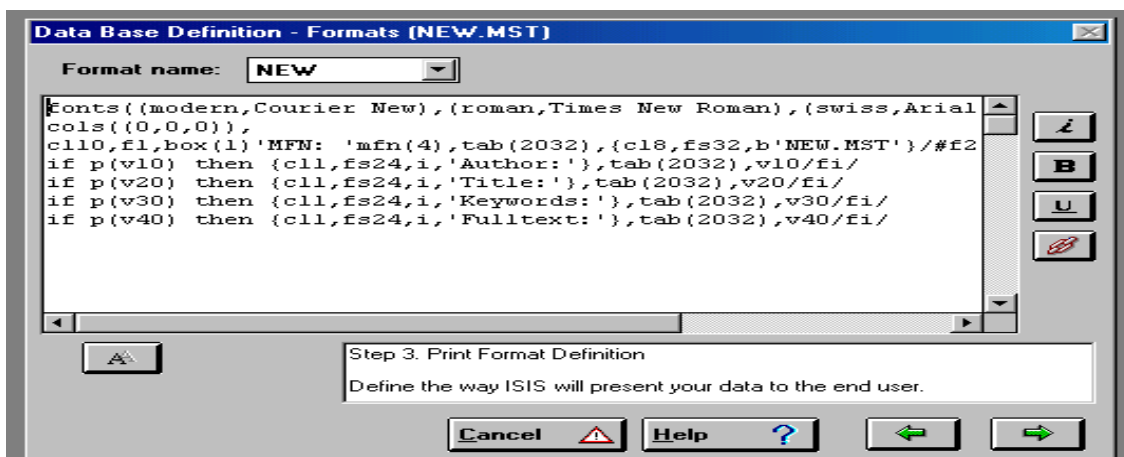 Data Base Definition - Formats (NEW.MST)
Format name: NEW
fonts((modern,Courier New),(roman,Times New Roman),(swiss,Arial
cols((0,0,0)),
cl10,f1,box(1)'MFN: 'mfn(4),tab(2032),{cl8,fs32,b'NEW.MST'}/#f2
if p(v10) then {cl1,fs24,i,'Author:'},tab(2032),v10/fi/
if p(v20) then {cl1,fs24,i,'Title:'},tab(2032),v20/fi/
if p(v30) then {cl1,fs24,i,'Keywords:'},tab(2032),v30/fi/
if p(v40) then {cl1,fs24,i,'Fulltext:'},tab(2032),v40/fi/
i
B
U
A
Step 3. Print Format Definition
Define the way ISIS will present your data to the end user.
Cancel Help ?